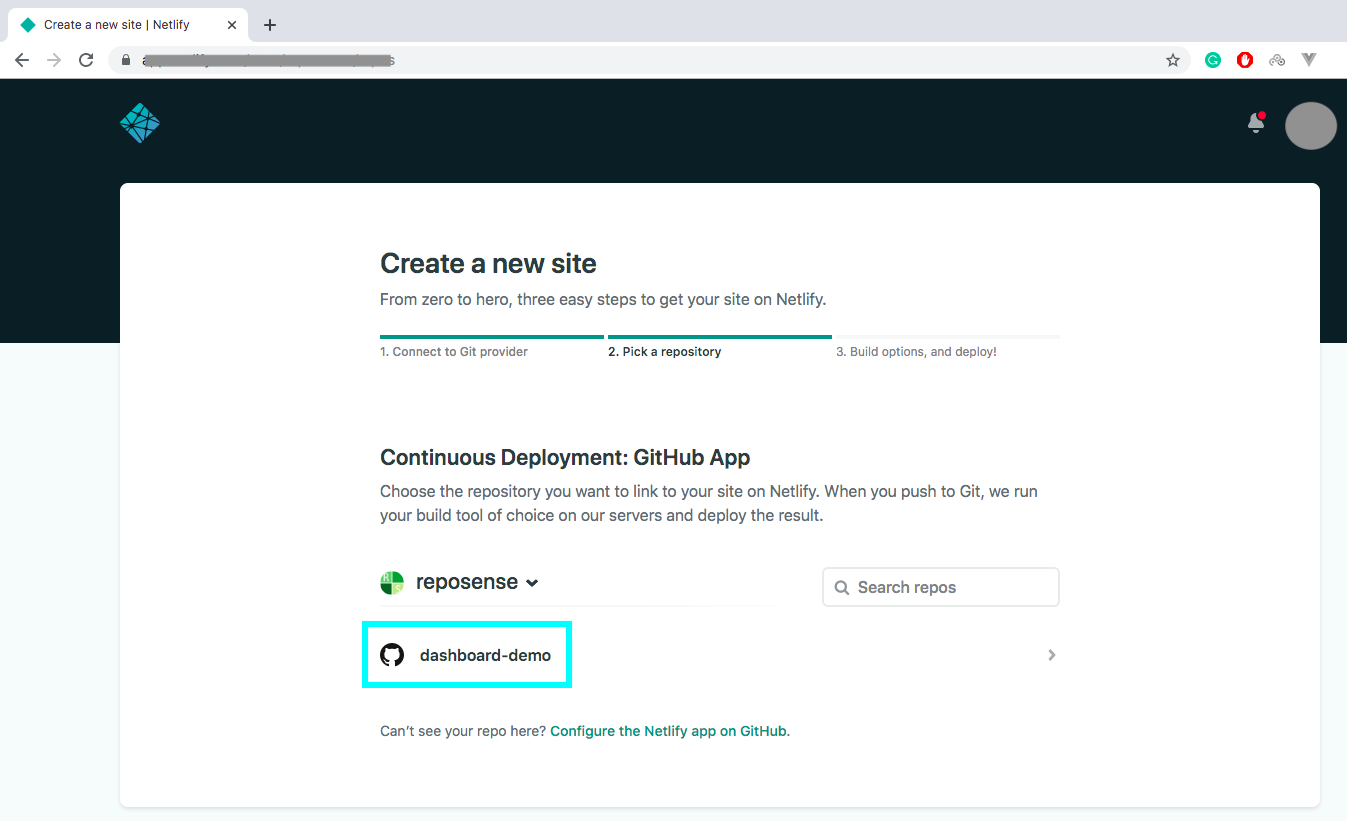 Create a new site | Netlify
Create a new site
From zero to hero, three easy steps to get your site on Netlify.
1. Connect to Git provider
2. Pick a repository
3. Build options, and deploy!
Continuous Deployment: GitHub App
Choose the repository you want to link to your site on Netlify. When you push to Git, we run
your build tool of choice on our servers and deploy the result.
reposense
Search repos
dashboard-demo
Can't see your repo here? Configure the Netlify app on GitHub.